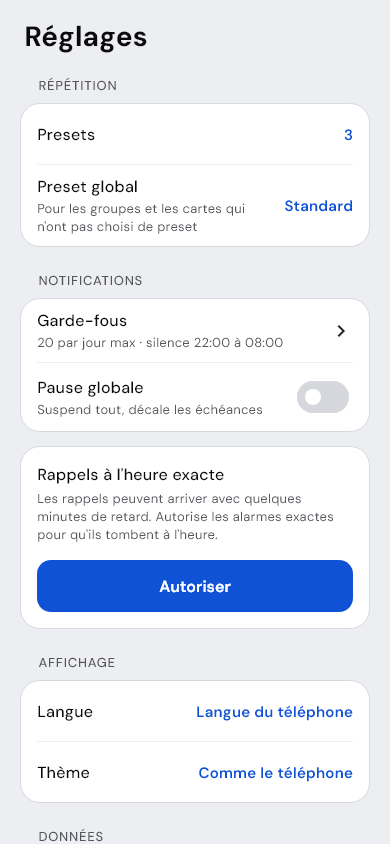 Réglages
RÉPÉTITION
Presets
3
Preset global
Pour les groupes et les cartes qui
n'ont pas choisi de preset
Standard
NOTIFICATIONS
Garde-fous
20 par jour max · silence 22:00 à 08:00
Pause globale
Suspend tout, décale les échéances
Rappels à l'heure exacte
Les rappels peuvent arriver avec quelques
minutes de retard. Autorise les alarmes exactes
pour qu'ils tombent à l'heure.
Autoriser
AFFICHAGE
Langue
Langue du téléphone
Thème
Comme le téléphone
DONNÉES